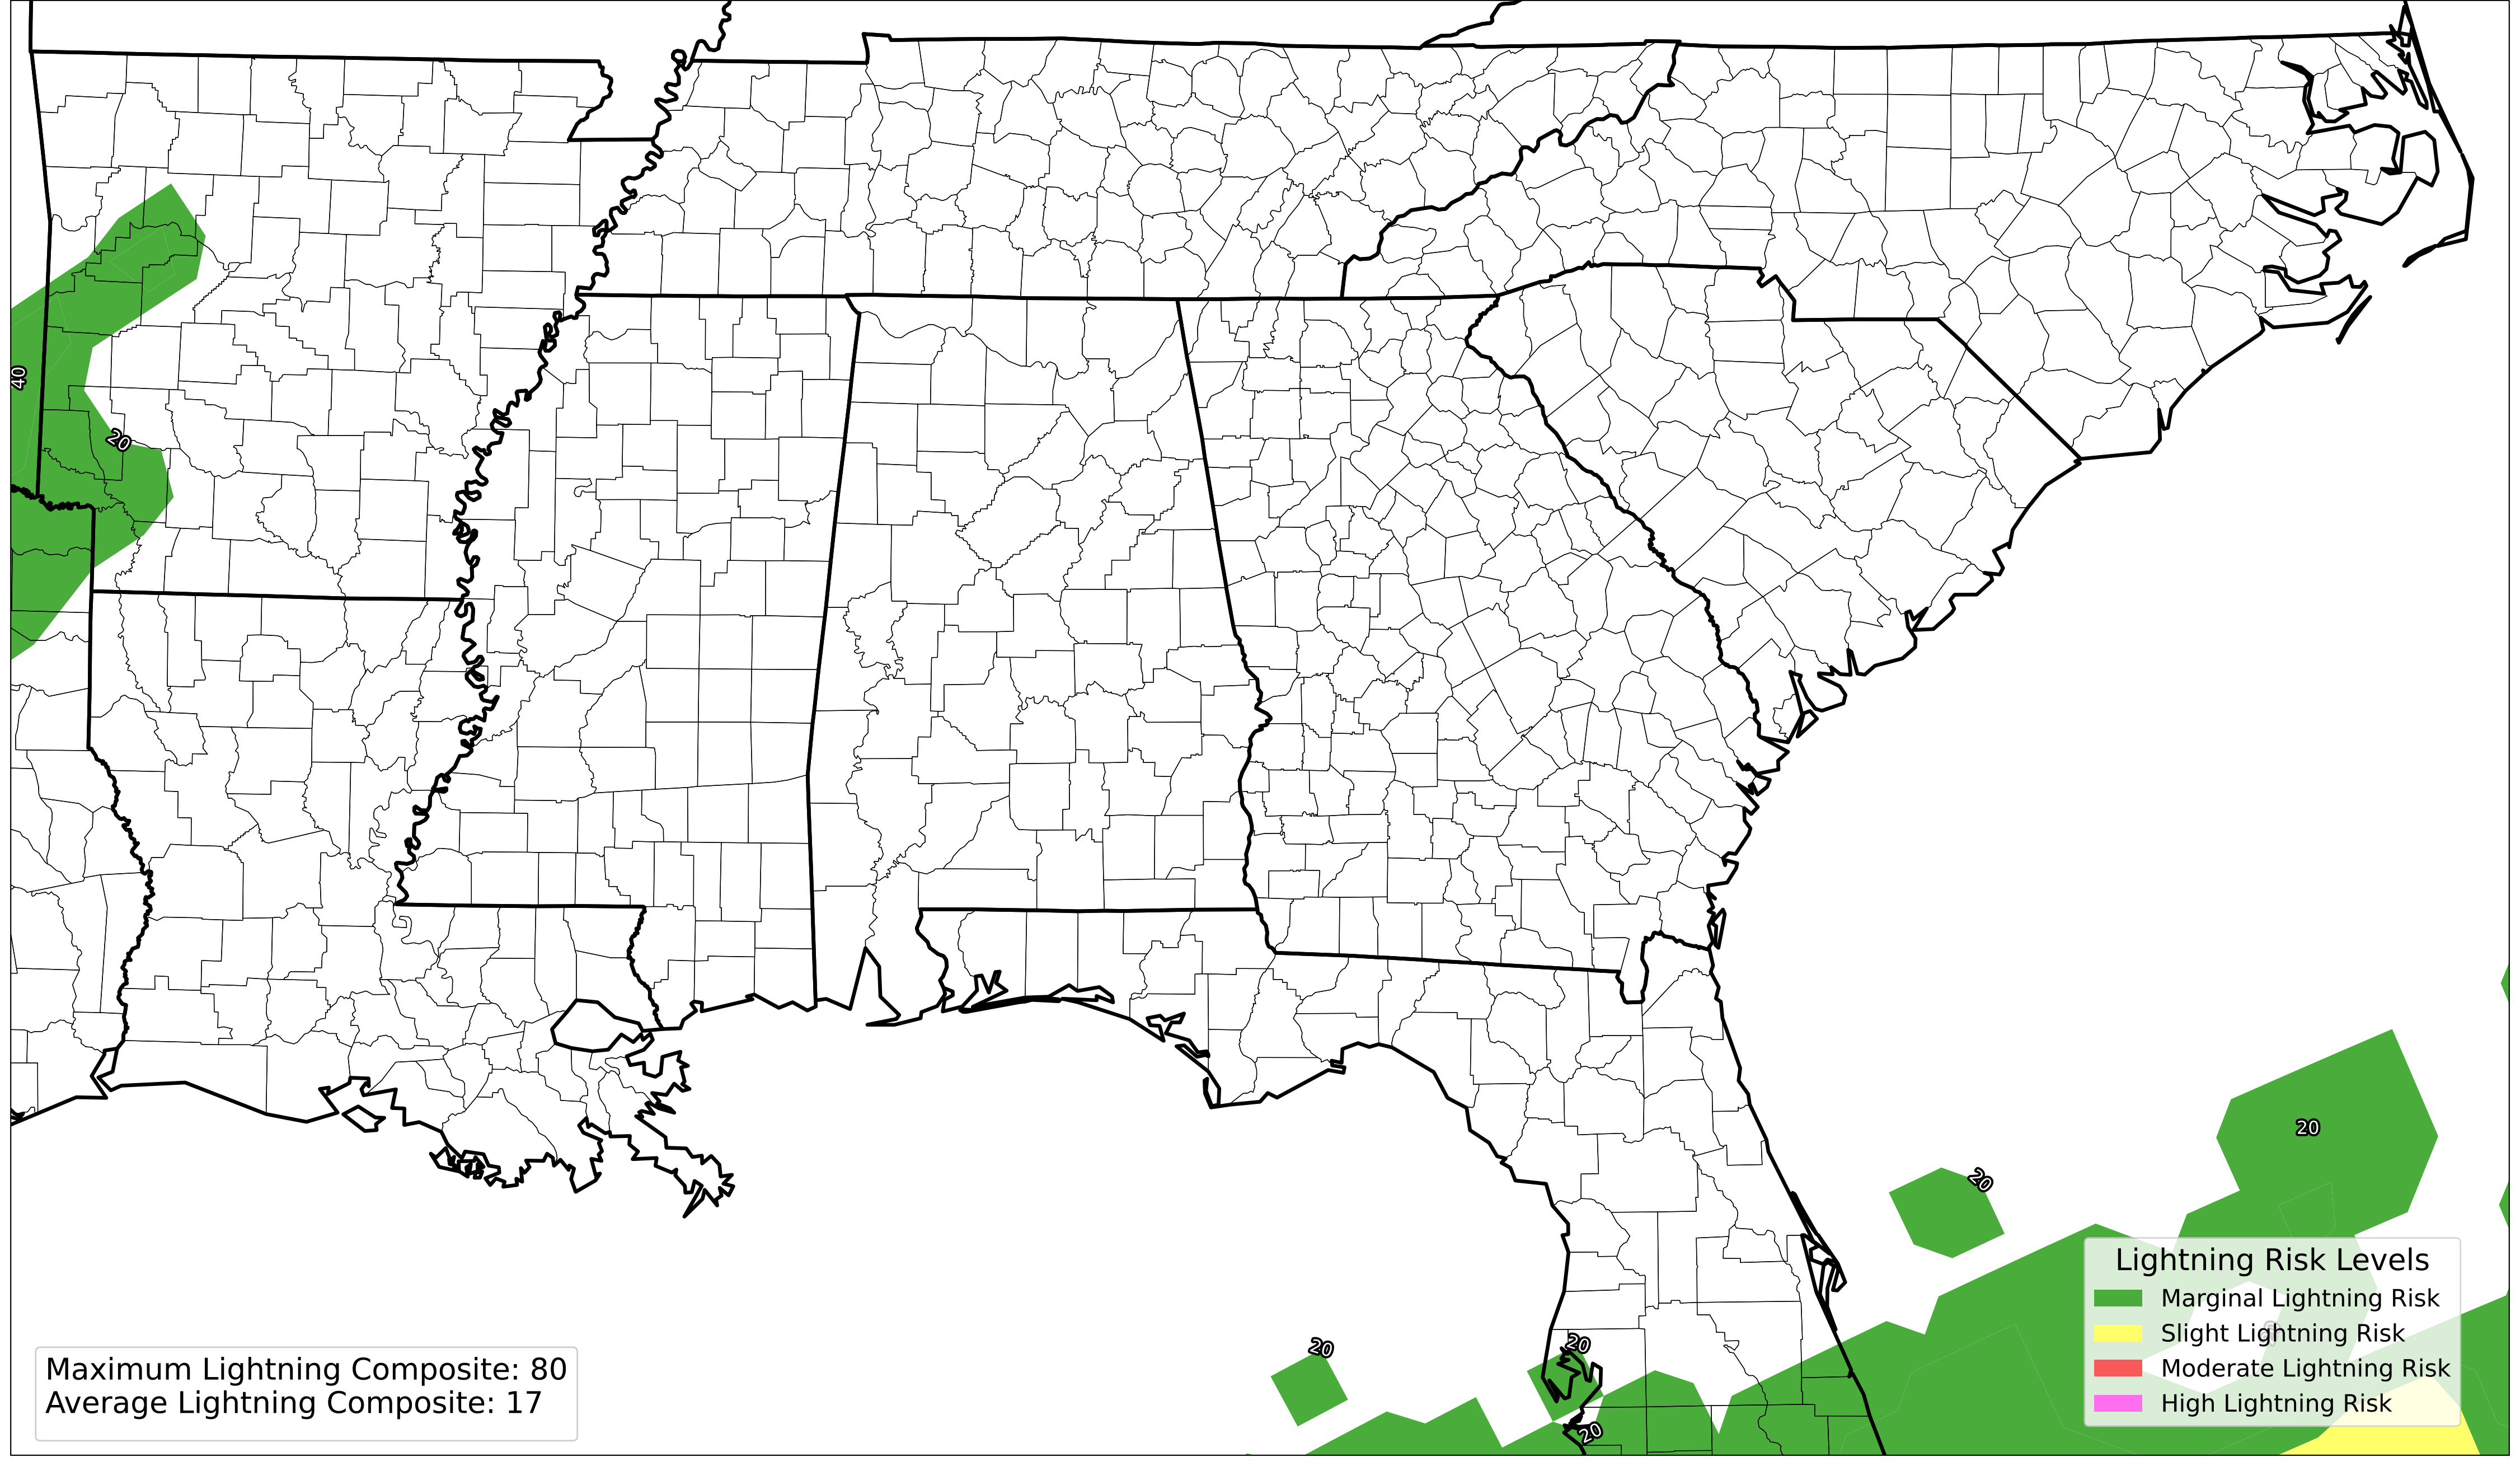 40
20
20
20
20
20
20
Lightning Risk Levels
Marginal Lightning Risk
Slight Lightning Risk
Moderate Lightning Risk
High Lightning Risk
Maximum Lightning Composite: 80
Average Lightning Composite: 17